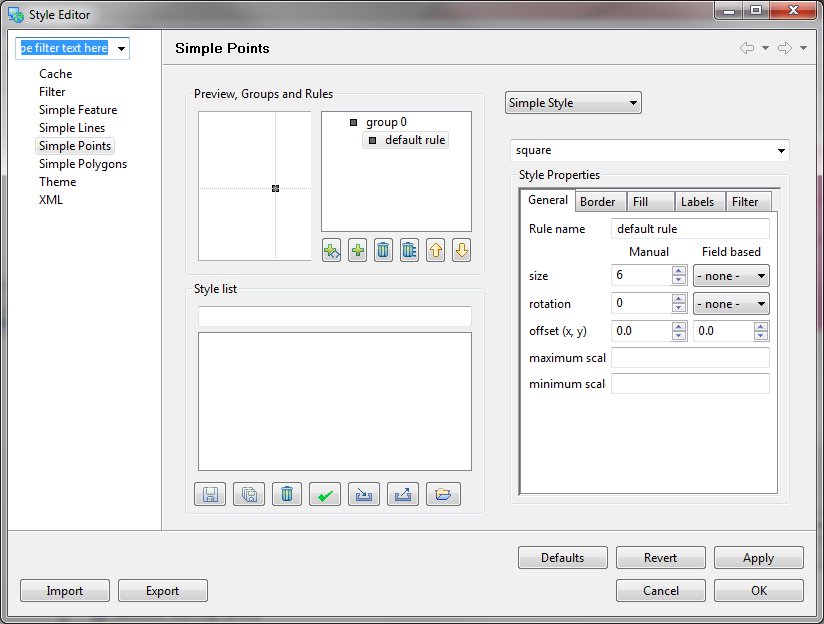 Style Editor
pe filter text here
Cache
Filter
Simple Feature
Simple Lines
Simple Points
Simple Polygons
Theme
XML
Simple Points
Preview, Groups and Rules
group 0
default rule
Style list
Simple Style
square
Style Properties
General Border Fill Labels Filter
Rule name default rule
Manual Field based
size 6 - none -
rotation 0 - none -
offset (x, y) 0.0 0.0
maximum scal
minimum scal
Defaults Revert Apply
Import Export Cancel OK